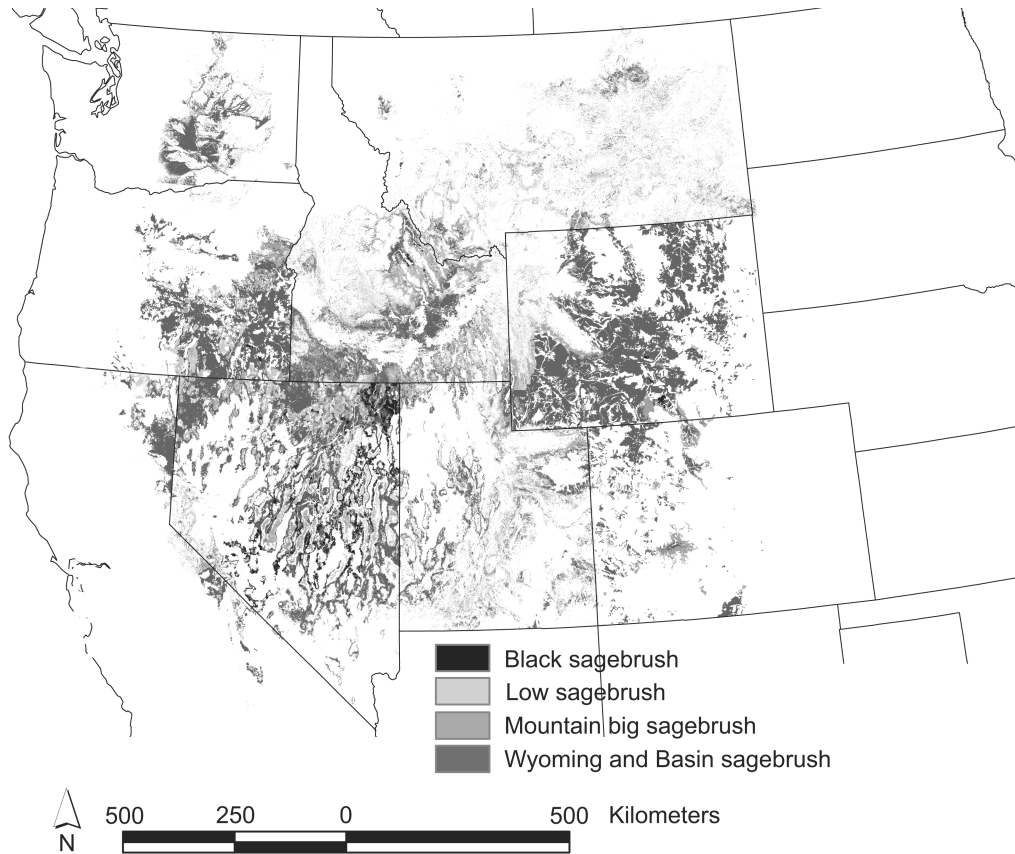 Black sagebrush
Low sagebrush
Mountain big sagebrush
Wyoming and Basin sagebrush
500 250 0 500 Kilometers
N